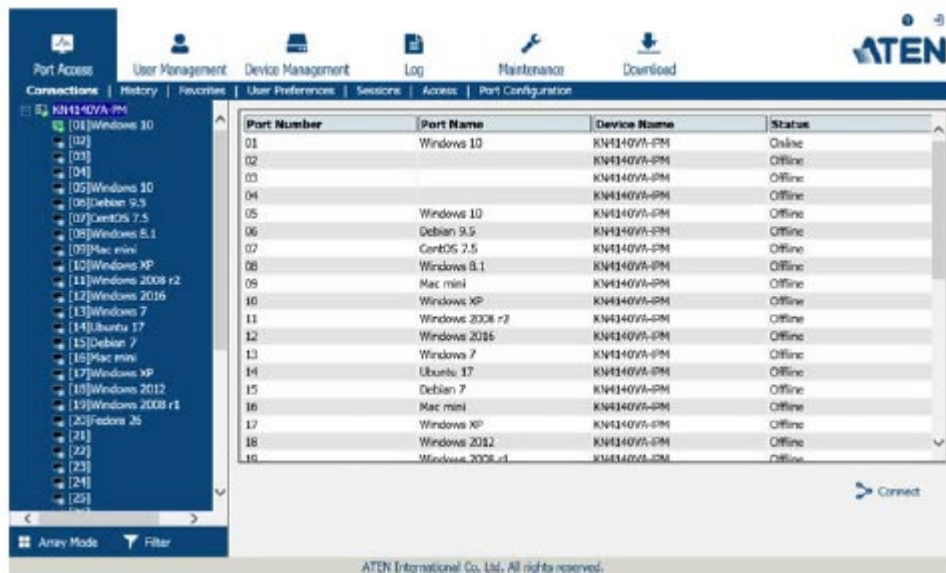 Port Access User Management Device Management Log Maintenance Download
ATEN
Connections | History | Favorites | User Preferences | Sessions | Access | Port Configuration
KN4140VA-PM
[01]Windows 10
[02]
[03]
[04]
[05]Windows 10
[06]Debian 9.5
[07]CentOS 7.5
[08]Windows 8.1
[09]Mac mini
[10]Windows XP
[11]Windows 2008 r2
[12]Windows 2016
[13]Windows 7
[14]Ubuntu 17
[15]Debian 7
[16]Mac mini
[17]Windows XP
[18]Windows 2012
[19]Windows 2008 r1
[20]Fedora 26
[21]
[22]
[23]
[24]
[25]
Array Mode Filter
Port Number Port Name Device Name Status
01 Windows 10 KN4140VA-IPM Online
02 KN4140VA-IPM Offline
03 KN4140VA-IPM Offline
04 KN4140VA-IPM Offline
05 Windows 10 KN4140VA-IPM Offline
06 Debian 9.5 KN4140VA-IPM Offline
07 CentOS 7.5 KN4140VA-IPM Offline
08 Windows 8.1 KN4140VA-IPM Offline
09 Mac mini KN4140VA-IPM Offline
10 Windows XP KN4140VA-IPM Offline
11 Windows 2008 r2 KN4140VA-IPM Offline
12 Windows 2016 KN4140VA-IPM Offline
13 Windows 7 KN4140VA-IPM Offline
14 Ubuntu 17 KN4140VA-IPM Offline
15 Debian 7 KN4140VA-IPM Offline
16 Mac mini KN4140VA-IPM Offline
17 Windows XP KN4140VA-IPM Offline
18 Windows 2012 KN4140VA-IPM Offline
19 Windows 2008 r1 KN4140VA-IPM Offline
Connect
ATEN International Co. Ltd. All rights reserved.